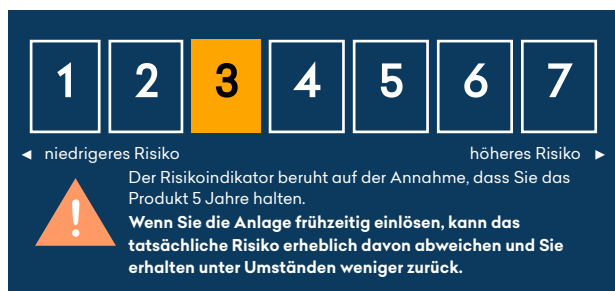 1 2 3 4 5 6 7
◄ niedrigeres Risiko höheres Risiko ►
Der Risikoindikator beruht auf der Annahme, dass Sie das
Produkt 5 Jahre halten.
Wenn Sie die Anlage frühzeitig einlösen, kann das
tatsächliche Risiko erheblich davon abweichen und Sie
erhalten unter Umständen weniger zurück.